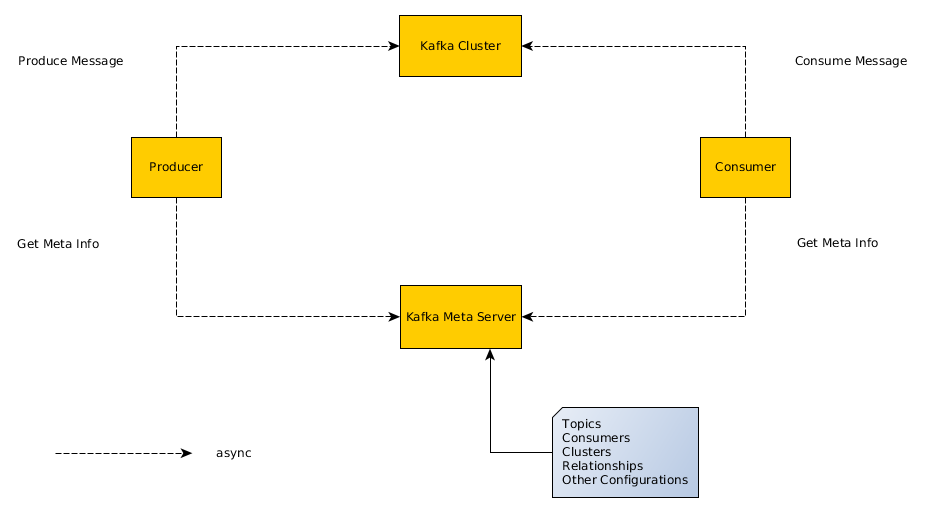 Kafka Cluster
Produce Message
Consume Message
Producer
Consumer
Get Meta Info
Get Meta Info
Kafka Meta Server
Topics
Consumers
Clusters
Relationships
Other Configurations
async